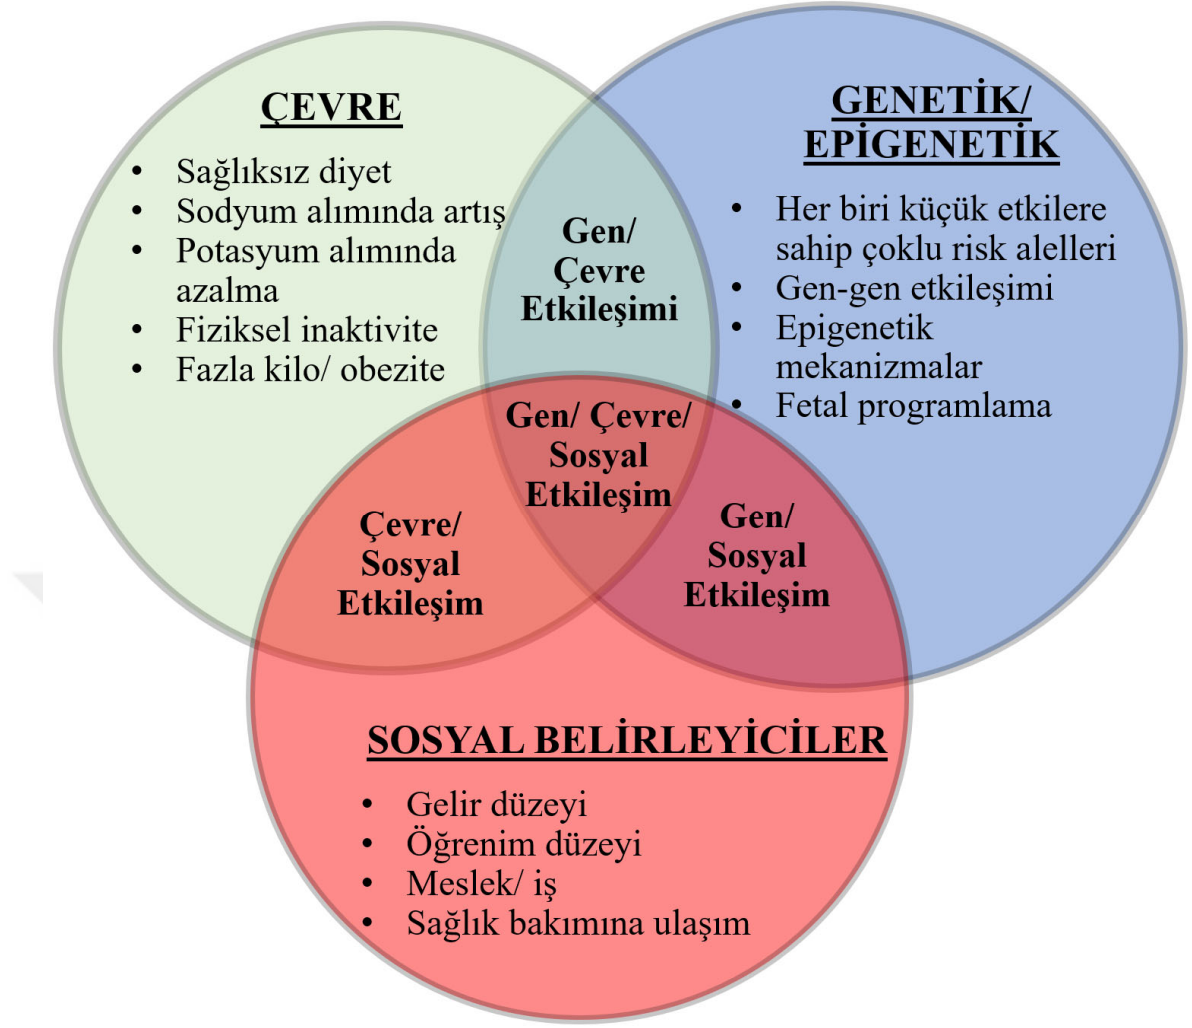 ÇEVRE
• Sağlıksız diyet
• Sodyum alımında artış
• Potasyum alımında
azalma
• Fiziksel inaktivite
• Fazla kilo/ obezite
GENETİK/
EPİGENETİK
• Her biri küçük etkilere
sahip çoklu risk alelleri
• Gen-gen etkileşimi
• Epigenetik
mekanizmalar
• Fetal programlama
Gen/
Çevre
Etkileşimi
Gen/ Çevre/
Sosyal
Etkileşim
Çevre/
Sosyal
Etkileşim
Gen/
Sosyal
Etkileşim
SOSYAL BELİRLEYİCİLER
• Gelir düzeyi
• Öğrenim düzeyi
• Meslek/ iş
• Sağlık bakımına ulaşım